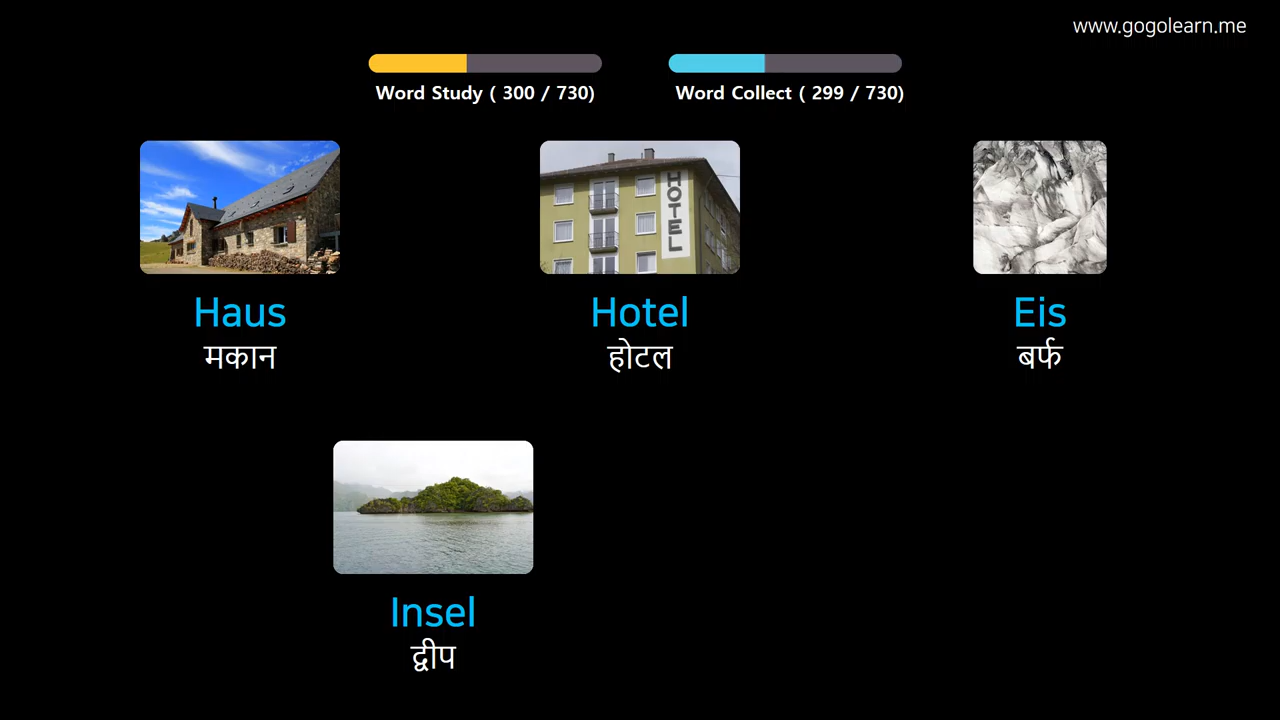 www.gogolearn.me
Word Study ( 300 / 730)
Word Collect ( 299 / 730)
HOTEL
Haus
मकान
Hotel
होटल
Eis
बर्फ
Insel
द्वीप